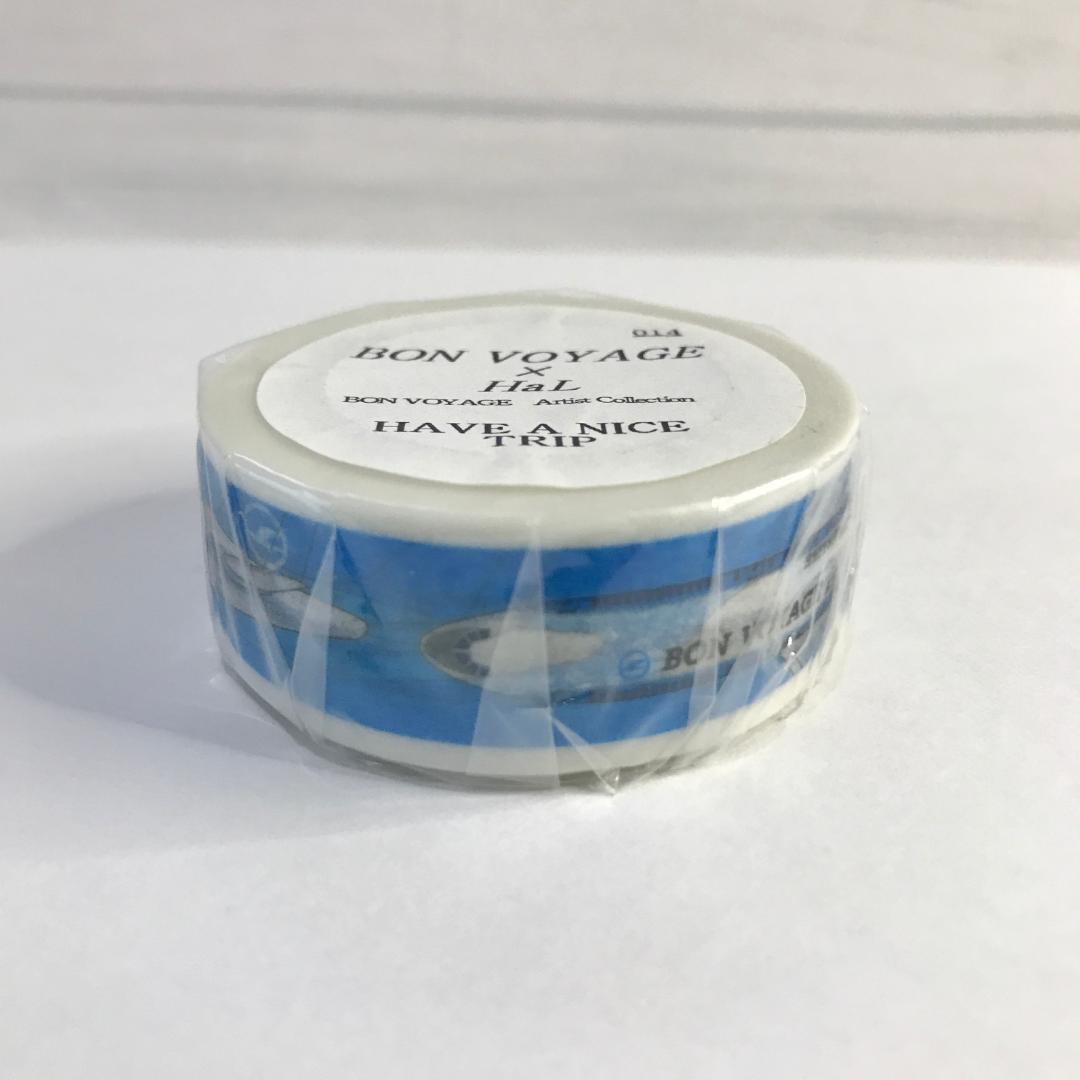 014
BON VOYAGE
×
HaL
BON VOYAGE Artist Collection
HAVE A NICE
TRIP
BON VOYAGE